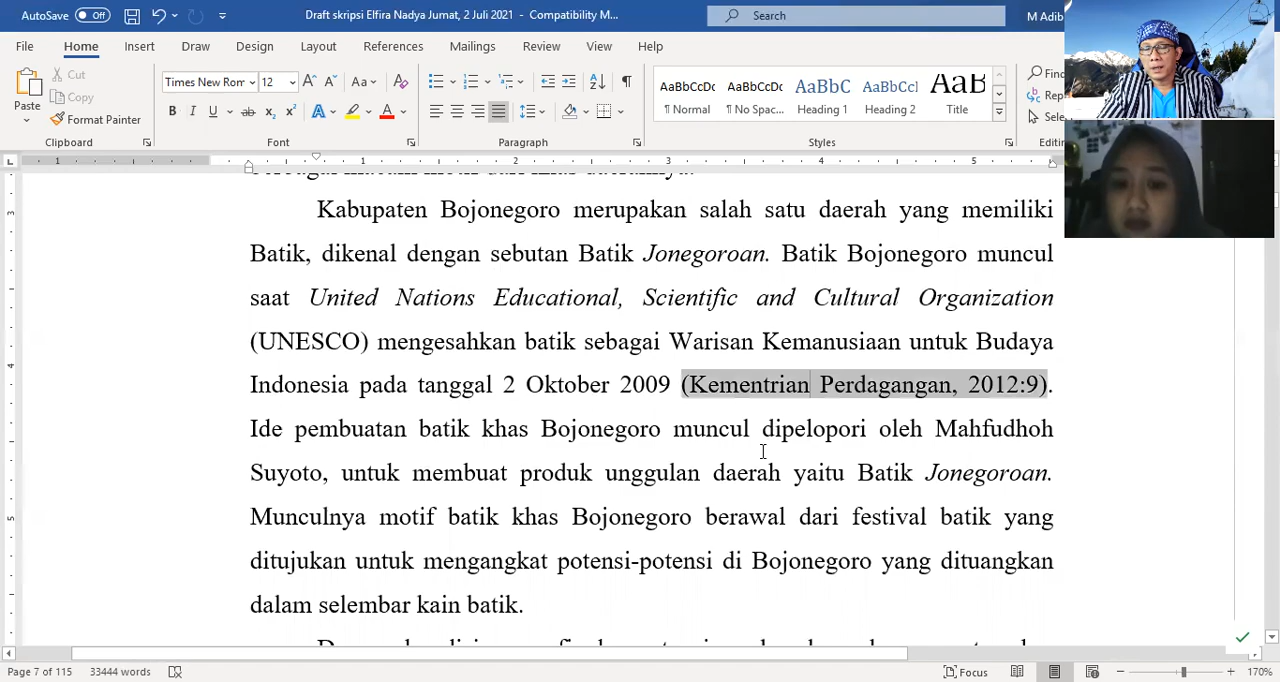 AutoSave Off Draft skripsi Elfira Nadya Jumat, 2 Juli 2021 - Compatibility M... Search M Adib
File Home Insert Draw Design Layout References Mailings Review View Help
Paste Cut Copy Format Painter
Times New Rom 12
AaBbCcDc AaBbCcDc AaBbC AaBbCcI AaB
¶ Normal ¶ No Spac... Heading 1 Heading 2 Title
Clipboard Font Paragraph Styles
Kabupaten Bojonegoro merupakan salah satu daerah yang memiliki
Batik, dikenal dengan sebutan Batik Jonegoroan. Batik Bojonegoro muncul
saat United Nations Educational, Scientific and Cultural Organization
(UNESCO) mengesahkan batik sebagai Warisan Kemanusiaan untuk Budaya
Indonesia pada tanggal 2 Oktober 2009 (Kementrian Perdagangan, 2012:9).
Ide pembuatan batik khas Bojonegoro muncul dipelopori oleh Mahfudhoh
Suyoto, untuk membuat produk unggulan daerah yaitu Batik Jonegoroan.
Munculnya motif batik khas Bojonegoro berawal dari festival batik yang
ditujukan untuk mengangkat potensi-potensi di Bojonegoro yang dituangkan
dalam selembar kain batik.
Page 7 of 115 33444 words Focus 170%